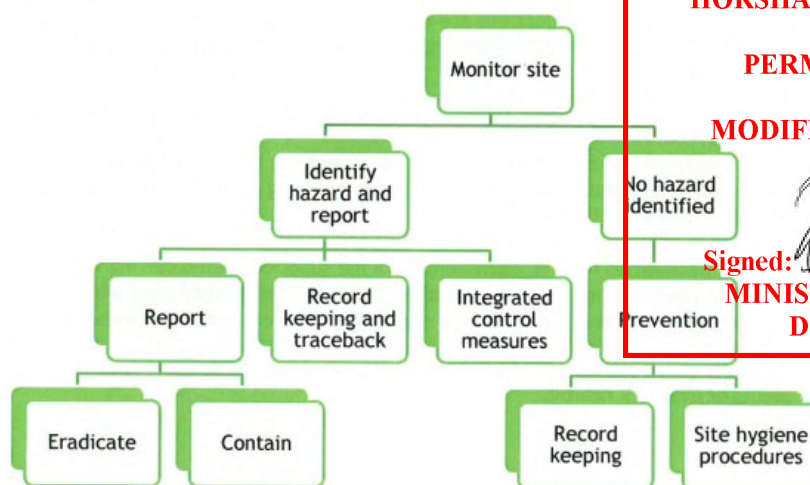 Monitor site
Identify
hazard and
report
No hazard
identified
Report
Record
keeping and
traceback
Integrated
control
measures
Prevention
Eradicate
Contain
Record
keeping
Site hygiene
procedures
PERM
MODIF
Signed:
MINIS
D